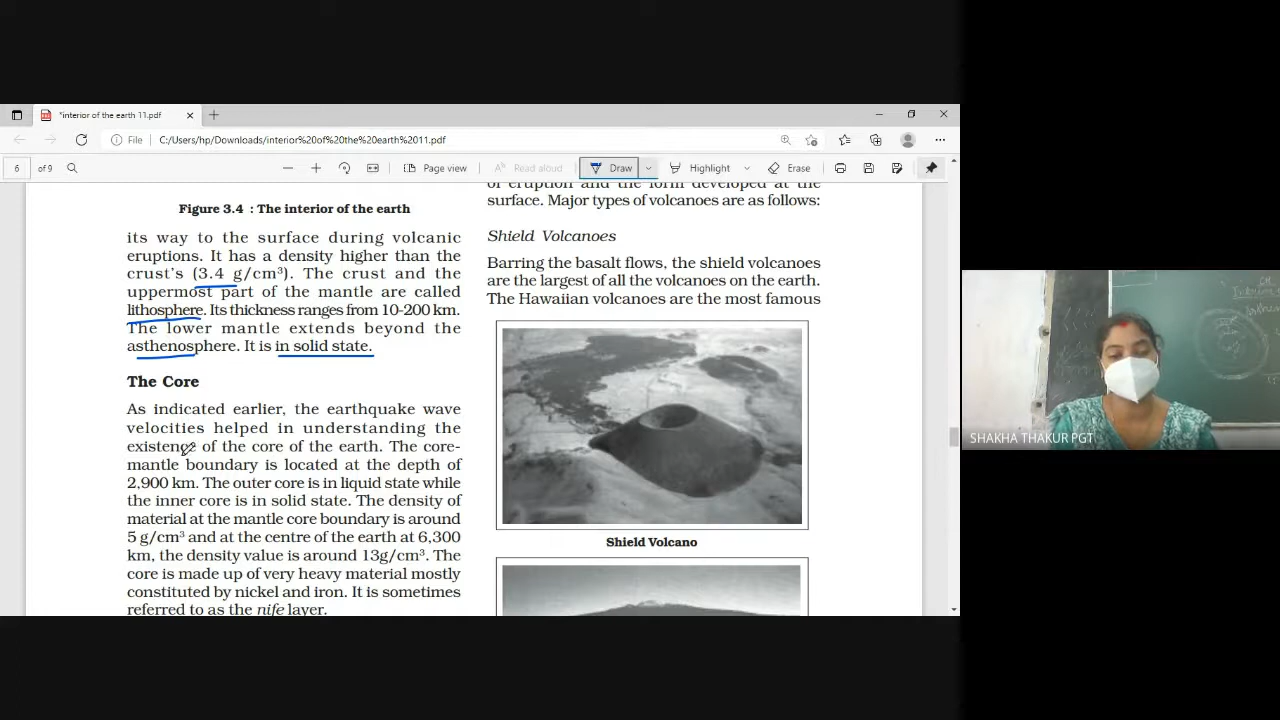 *interior of the earth 11.pdf
File
C:/Users/hp/Downloads/interior%20of%20the%20earth%2011.pdf
6 of 9
Page view
Read aloud
Draw
Highlight
Erase
Figure 3.4 : The interior of the earth
its way to the surface during volcanic
eruptions. It has a density higher than the
crust's (3.4 g/cm³). The crust and the
uppermost part of the mantle are called
lithosphere. Its thickness ranges from 10-200 km.
The lower mantle extends beyond the
asthenosphere. It is in solid state.
The Core
As indicated earlier, the earthquake wave
velocities helped in understanding the
existence of the core of the earth. The core-
mantle boundary is located at the depth of
2,900 km. The outer core is in liquid state while
the inner core is in solid state. The density of
material at the mantle core boundary is around
5 g/cm³ and at the centre of the earth at 6,300
km, the density value is around 13g/cm³. The
core is made up of very heavy material mostly
constituted by nickel and iron. It is sometimes
referred to as the nife layer.
of eruption and the form developed at the
surface. Major types of volcanoes are as follows:
Shield Volcanoes
Barring the basalt flows, the shield volcanoes
are the largest of all the volcanoes on the earth.
The Hawaiian volcanoes are the most famous
Shield Volcano
SHAKHA THAKUR PGT